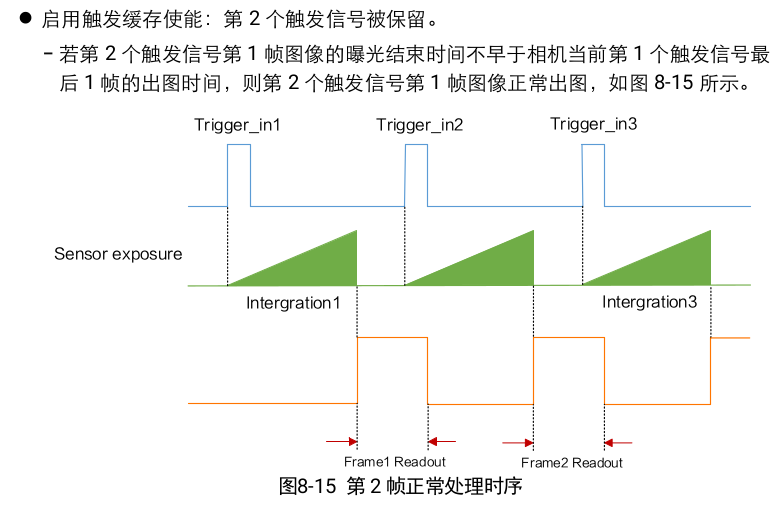 ● 启用触发缓存使能：第 2 个触发信号被保留。
– 若第 2 个触发信号第 1 帧图像的曝光结束时间不早于相机当前第 1 个触发信号最
后 1 帧的出图时间，则第 2 个触发信号第 1 帧图像正常出图，如图 8-15 所示。
Trigger_in1 Trigger_in2 Trigger_in3
Sensor exposure
Intergration1 Intergration3
Frame1 Readout Frame2 Readout
图8-15 第 2 帧正常处理时序